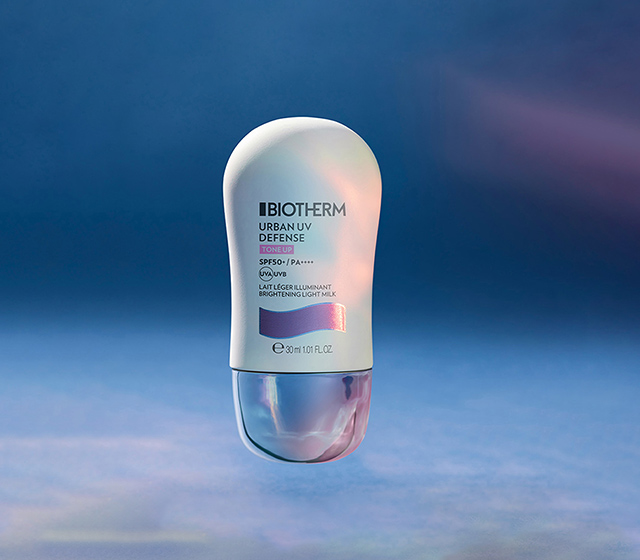 BIOTHERM
URBAN UV
DEFENSE
TONE UP
SPF50+ / PA++++
UVA UVB
LAIT LÉGER ILLUMINANT
BRIGHTENING LIGHT MILK
℮ 30 ml 1.01 FL.OZ.